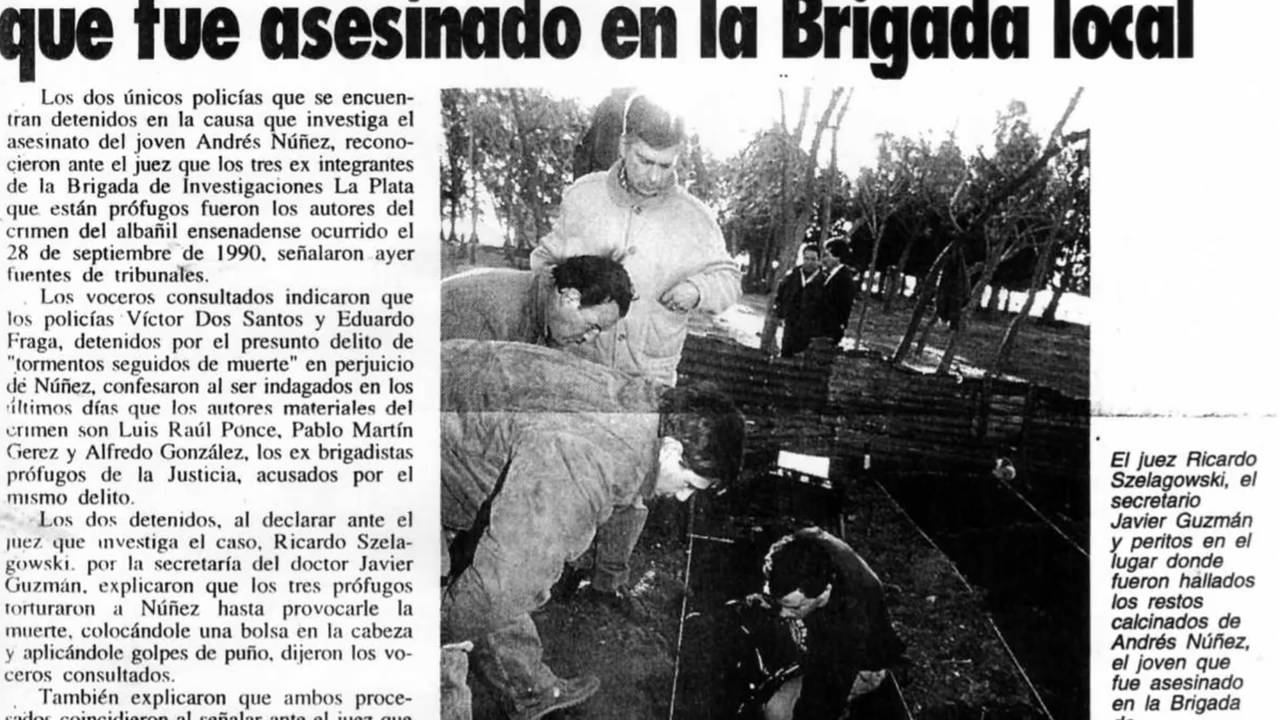 que fue asesinado en la Brigada local
Los dos únicos policías que se encuen-
tran detenidos en la causa que investiga el
asesinato del joven Andrés Núñez, recono-
cieron ante el juez que los tres ex integrantes
de la Brigada de Investigaciones La Plata
que están prófugos fueron los autores del
crimen del albañil ensenadense ocurrido el
28 de septiembre de 1990, señalaron ayer
fuentes de tribunales.
Los voceros consultados indicaron que
los policías Víctor Dos Santos y Eduardo
Fraga, detenidos por el presunto delito de
"tormentos seguidos de muerte" en perjuicio
de Núñez, confesaron al ser indagados en los
últimos días que los autores materiales del
crimen son Luis Raúl Ponce, Pablo Martín
Gerez y Alfredo González, los ex brigadistas
prófugos de la Justicia, acusados por el
mismo delito.
Los dos detenidos, al declarar ante el
juez que investiga el caso, Ricardo Szela-
gowski, por la secretaría del doctor Javier
Guzmán, explicaron que los tres prófugos
torturaron a Núñez hasta provocarle la
muerte, colocándole una bolsa en la cabeza
y aplicándole golpes de puño, dijeron los vo-
ceros consultados.
También explicaron que ambos proce-
sados coincidieron al señalar ante el juez que
El juez Ricardo
Szelagowski, el
secretario
Javier Guzmán
y peritos en el
lugar donde
fueron hallados
los restos
calcinados de
Andrés Núñez,
el joven que
fue asesinado
en la Brigada